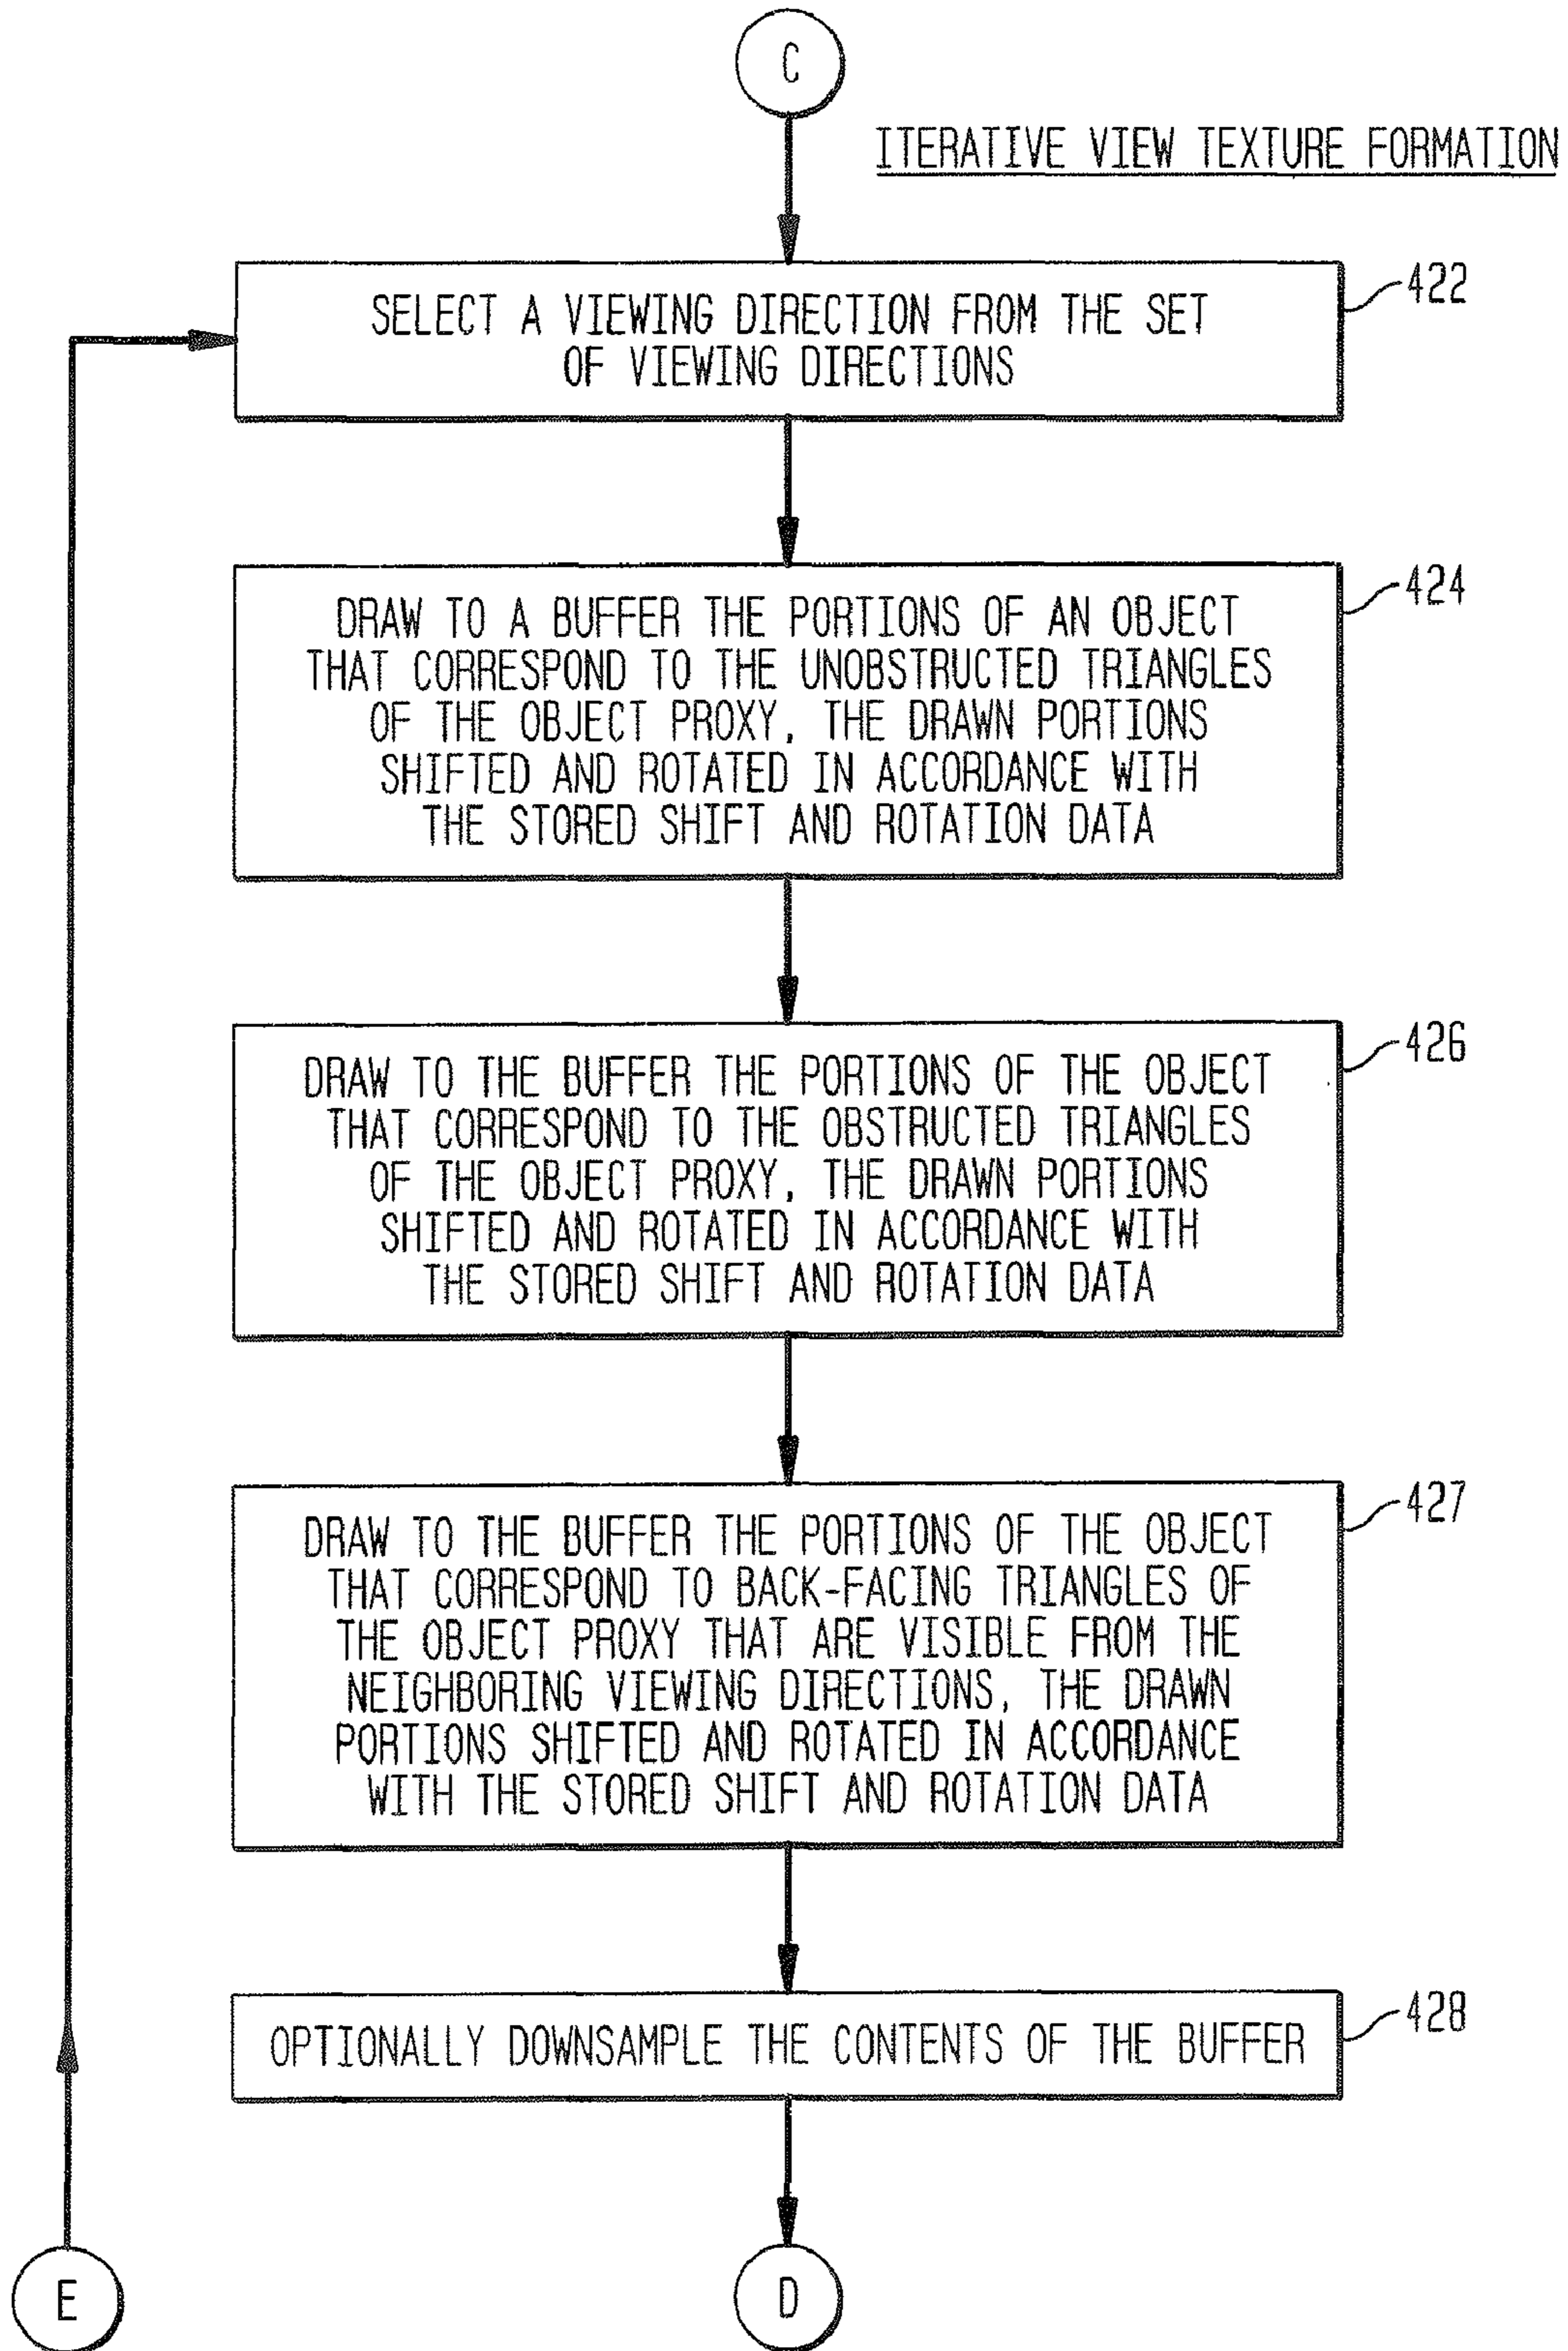 C
ITERATIVE VIEW TEXTURE FORMATION
422
SELECT A VIEWING DIRECTION FROM THE SET
OF VIEWING DIRECTIONS
424
DRAW TO A BUFFER THE PORTIONS OF AN OBJECT
THAT CORRESPOND TO THE UNOBSTRUCTED TRIANGLES
OF THE OBJECT PROXY, THE DRAWN PORTIONS
SHIFTED AND ROTATED IN ACCORDANCE WITH
THE STORED SHIFT AND ROTATION DATA
426
DRAW TO THE BUFFER THE PORTIONS OF THE OBJECT
THAT CORRESPOND TO THE OBSTRUCTED TRIANGLES
OF THE OBJECT PROXY, THE DRAWN PORTIONS
SHIFTED AND ROTATED IN ACCORDANCE WITH
THE STORED SHIFT AND ROTATION DATA
427
DRAW TO THE BUFFER THE PORTIONS OF THE OBJECT
THAT CORRESPOND TO BACK-FACING TRIANGLES OF
THE OBJECT PROXY THAT ARE VISIBLE FROM THE
NEIGHBORING VIEWING DIRECTIONS, THE DRAWN
PORTIONS SHIFTED AND ROTATED IN ACCORDANCE
WITH THE STORED SHIFT AND ROTATION DATA
428
OPTIONALLY DOWNSAMPLE THE CONTENTS OF THE BUFFER
E
D